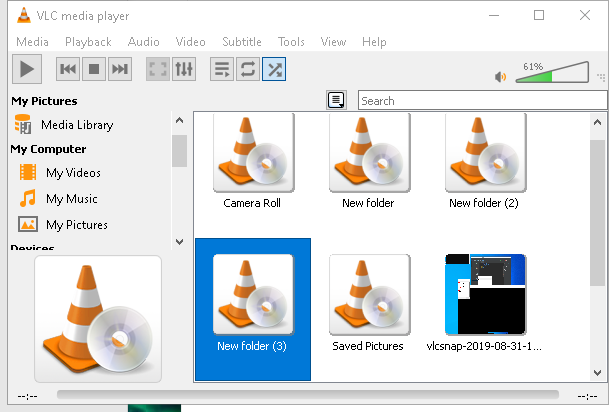 VLC media player
Media Playback Audio Video Subtitle Tools View Help
61%
Search
My Pictures
Media Library
My Computer
My Videos
My Music
My Pictures
Devices
Camera Roll
New folder
New folder (2)
New folder (3)
Saved Pictures
vlcsnap-2019-08-31-1...
--:--
--:--